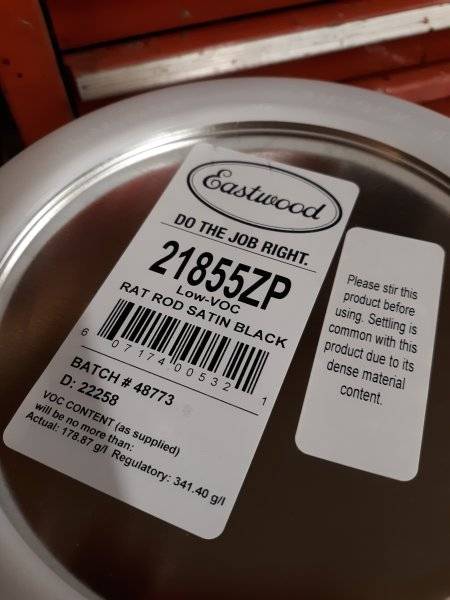 Eastwood
DO THE JOB RIGHT.
21855ZP
Low-VOC
RAT ROD SATIN BLACK
6 07174 00532 1
BATCH # 48773
D: 22258
VOC CONTENT (as supplied)
will be no more than:
Actual: 178.87 g/l Regulatory: 341.40 g/l
Please stir this
product before
using. Settling is
common with this
product due to its
dense material
content.